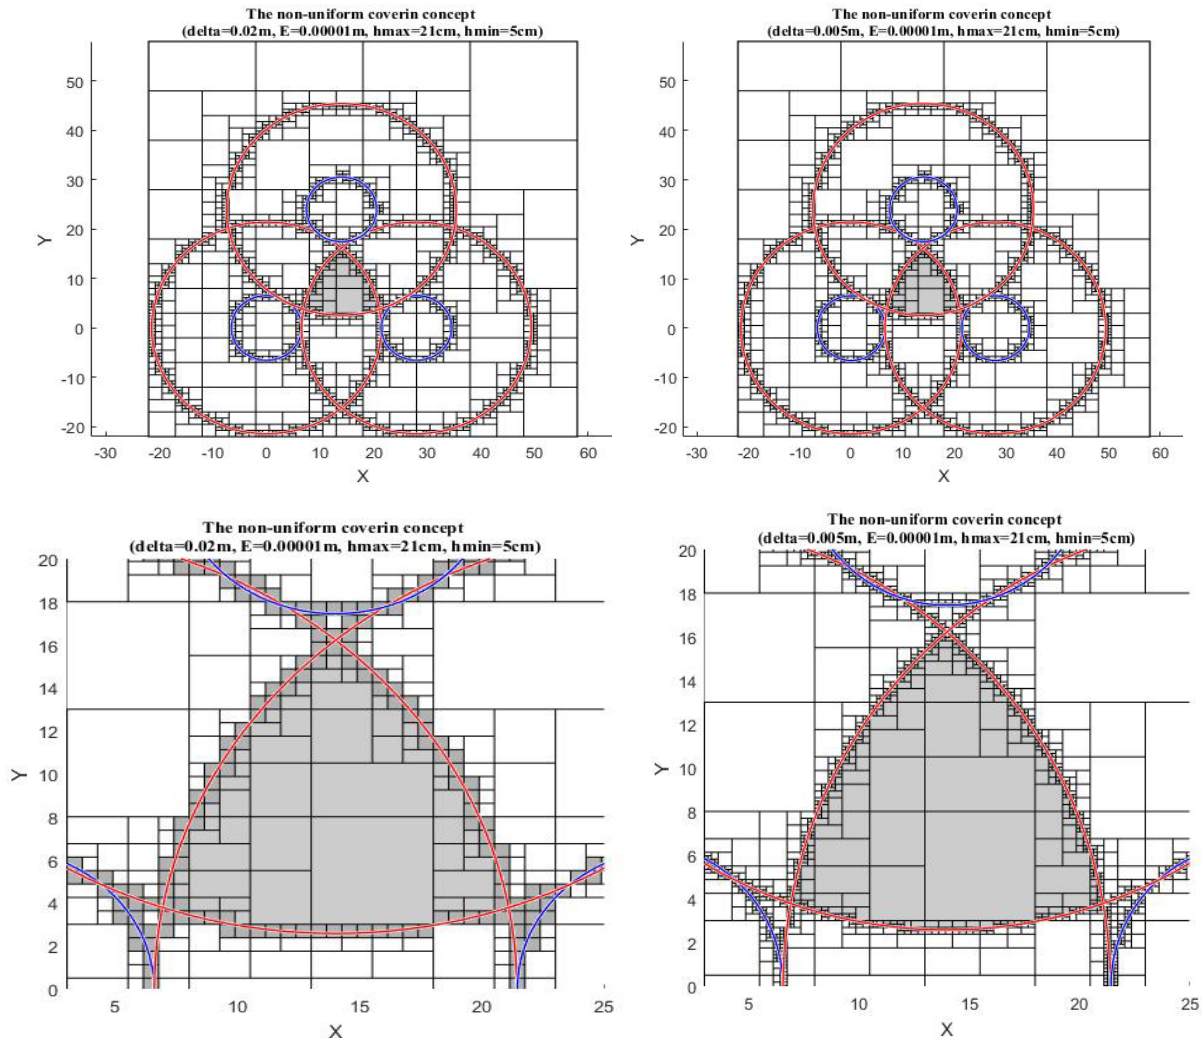 The non-uniform coverin concept
(delta=0.02m, E=0.00001m, hmax=21cm, hmin=5cm)
50
40
30
20
10
0
-10
-20
Y
-30 -20 -10 0 10 20 30 40 50 60
X
The non-uniform coverin concept
(delta=0.005m, E=0.00001m, hmax=21cm, hmin=5cm)
50
40
30
20
10
0
-10
-20
Y
-30 -20 -10 0 10 20 30 40 50 60
X
The non-uniform coverin concept
(delta=0.02m, E=0.00001m, hmax=21cm, hmin=5cm)
20
18
16
14
12
10
8
6
4
2
0
Y
5 10 15 20 25
X
The non-uniform coverin concept
(delta=0.005m, E=0.00001m, hmax=21cm, hmin=5cm)
20
18
16
14
12
10
8
6
4
2
0
Y
5 10 15 20 25
X